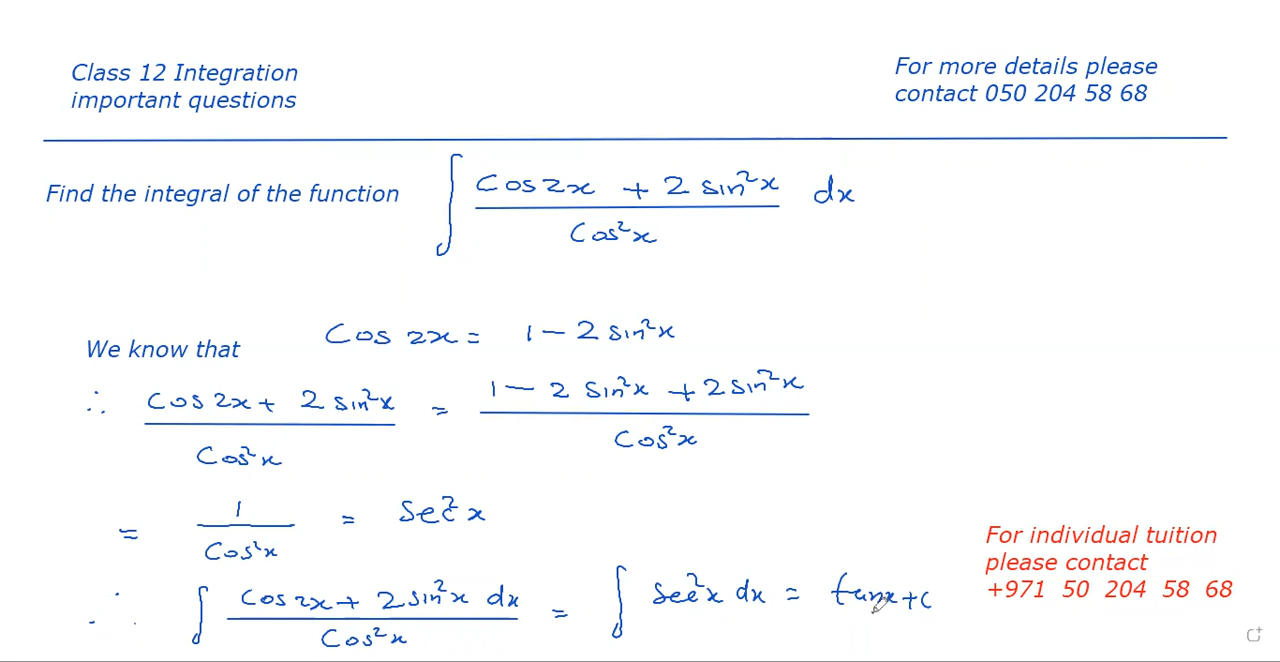 Class 12 Integration
important questions
For more details please
contact 050 204 58 68
Find the integral of the function ∫ (cos 2x + 2 sin²x) / cos²x dx
We know that Cos 2x = 1 − 2 sin²x
∴ (cos 2x + 2 sin²x) / cos²x = (1 − 2 sin²x + 2 sin²x) / cos²x
= 1 / cos²x = sec²x
∴ ∫ (cos 2x + 2 sin²x dx) / cos²x = ∫ sec²x dx = tanx + c
For individual tuition
please contact
+971 50 204 58 68